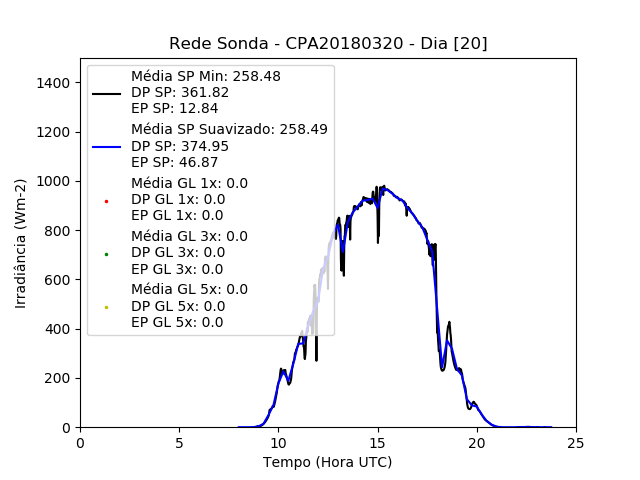 Rede Sonda - CPA20180320 - Dia [20]
Média SP Min: 258.48
DP SP: 361.82
EP SP: 12.84
Média SP Suavizado: 258.49
DP SP: 374.95
EP SP: 46.87
Média GL 1x: 0.0
DP GL 1x: 0.0
EP GL 1x: 0.0
Média GL 3x: 0.0
DP GL 3x: 0.0
EP GL 3x: 0.0
Média GL 5x: 0.0
DP GL 5x: 0.0
EP GL 5x: 0.0
Irradiância (Wm-2)
1400
1200
1000
800
600
400
200
0
0 5 10 15 20 25
Tempo (Hora UTC)